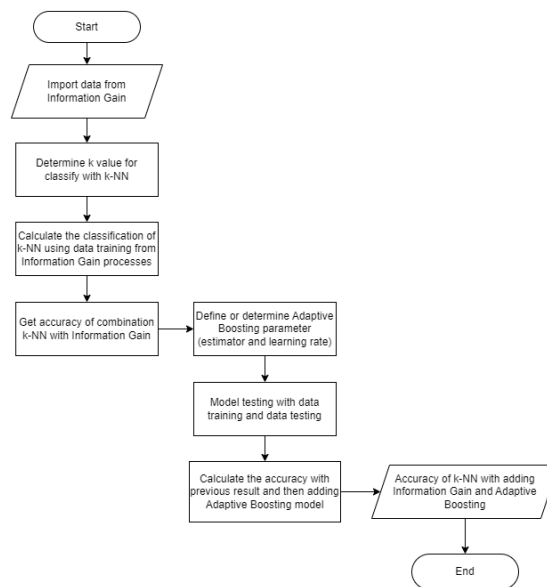 Start
Import data from
Information Gain
Determine k value for
classify with k-NN
Calculate the classification of
k-NN using data training from
Information Gain processes
Get accuracy of combination
k-NN with Information Gain
Define or determine Adaptive
Boosting parameter
(estimator and learning rate)
Model testing with data
training and data testing
Calculate the accuracy with
previous result and then adding
Adaptive Boosting model
Accuracy of k-NN with adding
Information Gain and Adaptive
Boosting
End